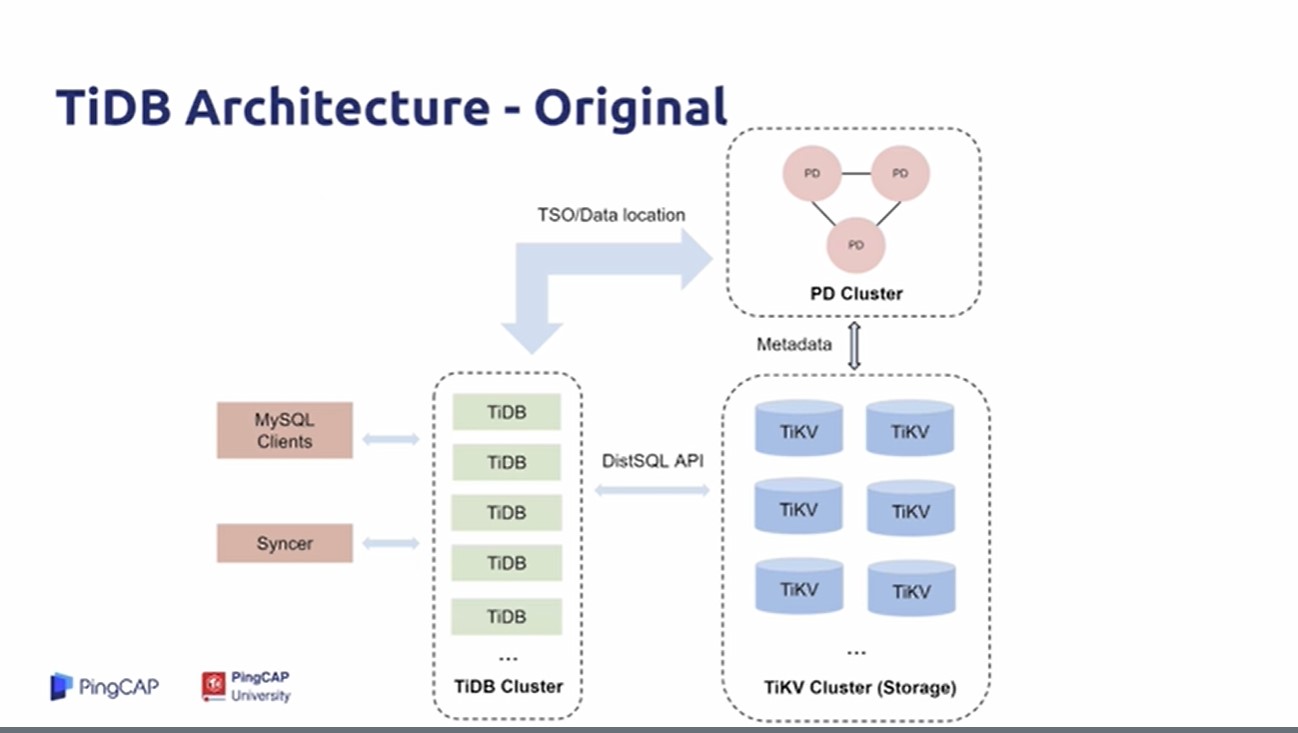 TiDB Architecture - Original
PD
PD
PD
PD Cluster
TSO/Data location
Metadata
MySQL
Clients
Syncer
TiDB
TiDB
TiDB
TiDB
TiDB
...
TiDB Cluster
DistSQL API
TiKV
TiKV
TiKV
TiKV
TiKV
TiKV
...
TiKV Cluster (Storage)
PingCAP
PingCAP
University